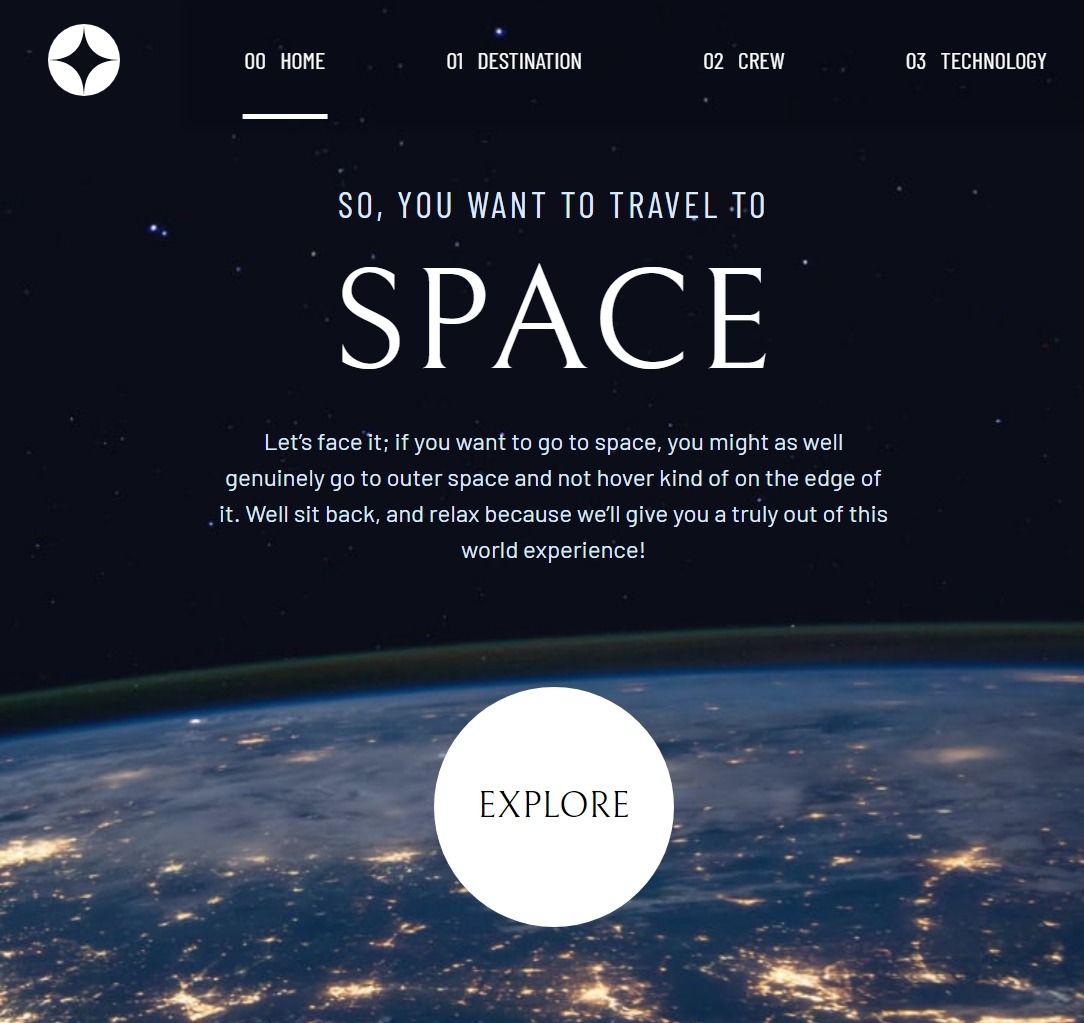 00 HOME 01 DESTINATION 02 CREW 03 TECHNOLOGY
SO, YOU WANT TO TRAVEL TO
SPACE
Let’s face it; if you want to go to space, you might as well
genuinely go to outer space and not hover kind of on the edge of
it. Well sit back, and relax because we’ll give you a truly out of this
world experience!
EXPLORE